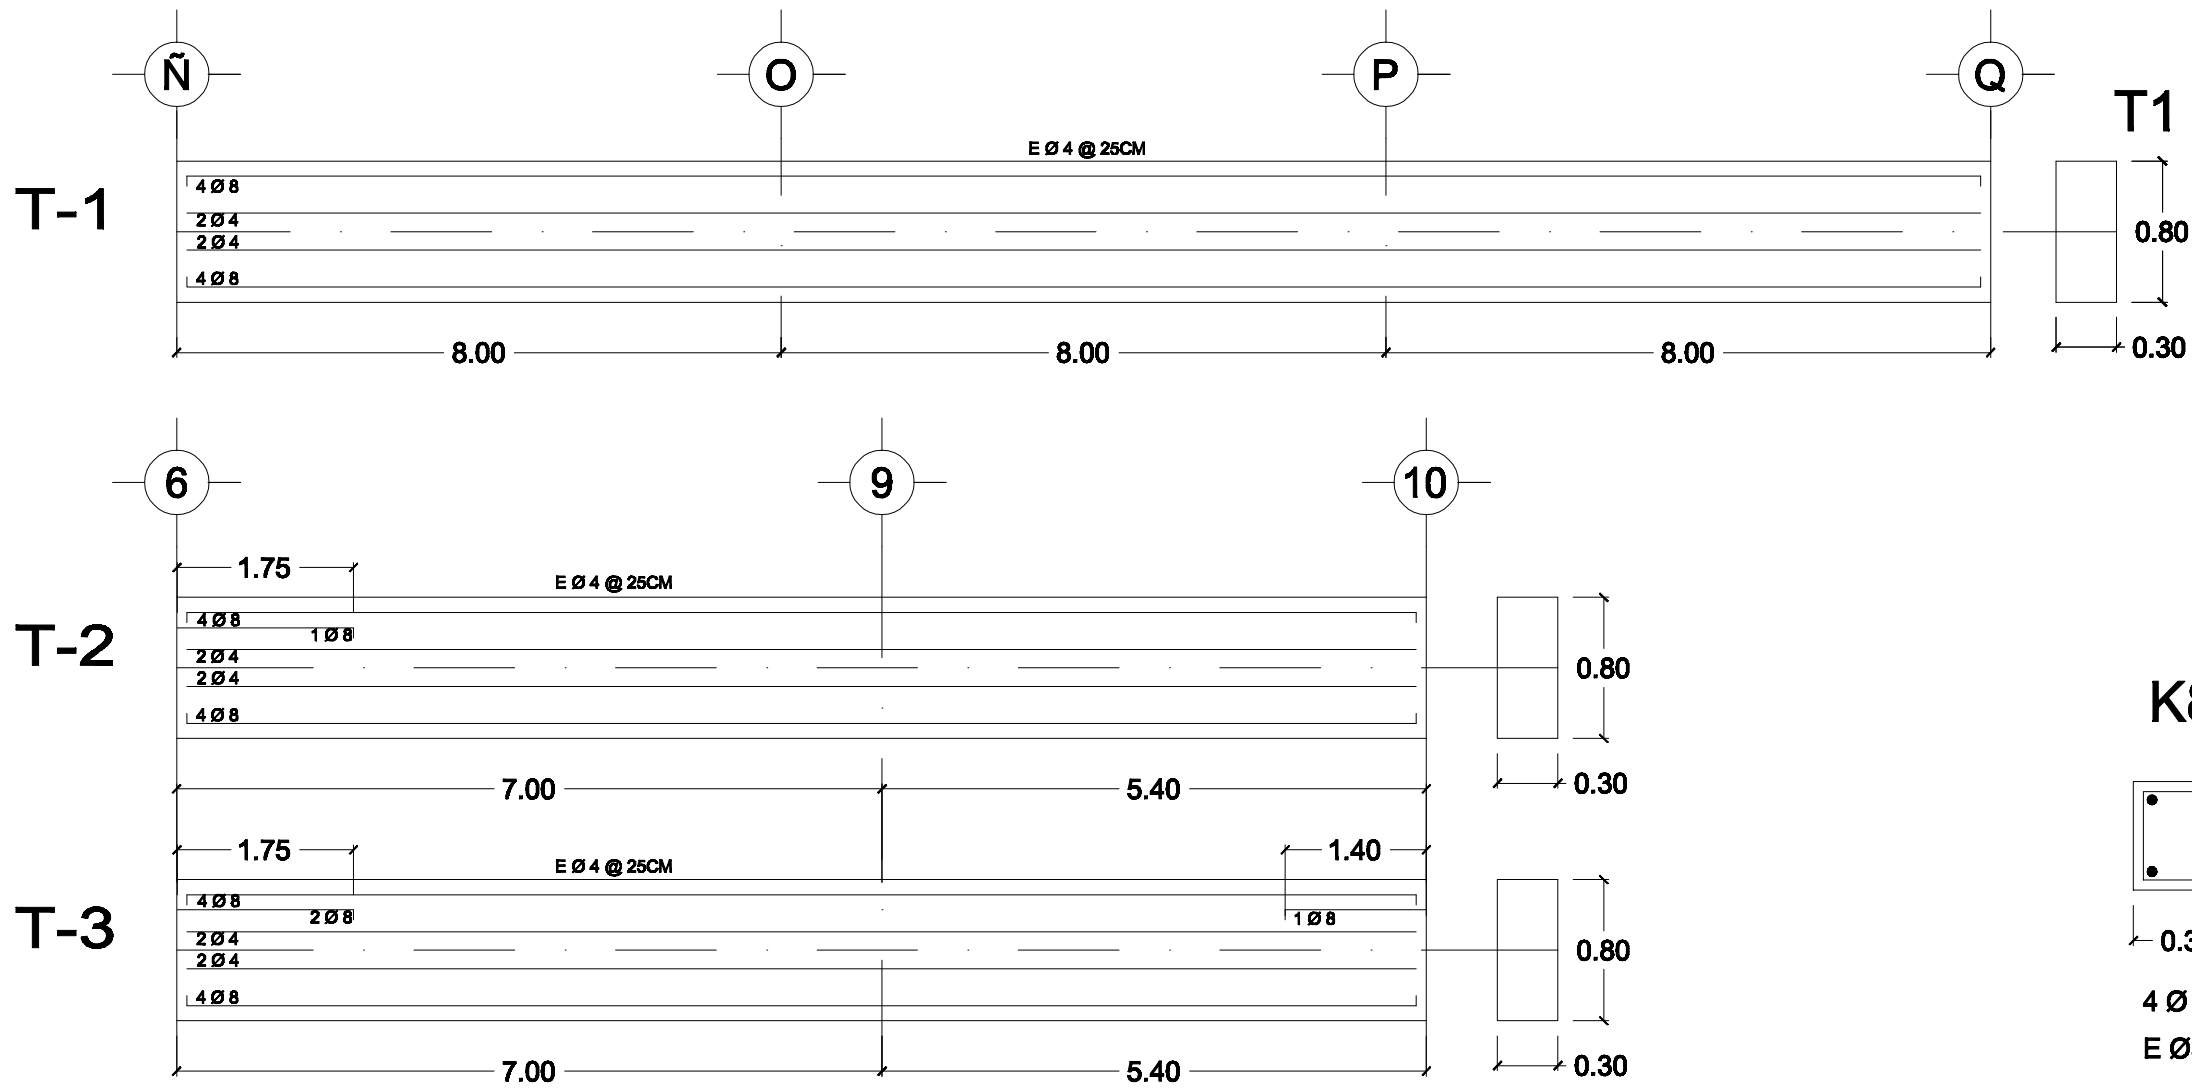 Ñ O P Q
T1
E Ø 4 @ 25CM
T-1
4 Ø 8
2 Ø 4
2 Ø 4
4 Ø 8
0.80
8.00 8.00 8.00
0.30
6 9 10
1.75
E Ø 4 @ 25CM
T-2
4 Ø 8
1 Ø 8
2 Ø 4
2 Ø 4
4 Ø 8
0.80
7.00 5.40
0.30
1.75
1.40
E Ø 4 @ 25CM
T-3
4 Ø 8
2 Ø 8
1 Ø 8
2 Ø 4
2 Ø 4
4 Ø 8
0.80
7.00 5.40
0.30
4 Ø
E Ø